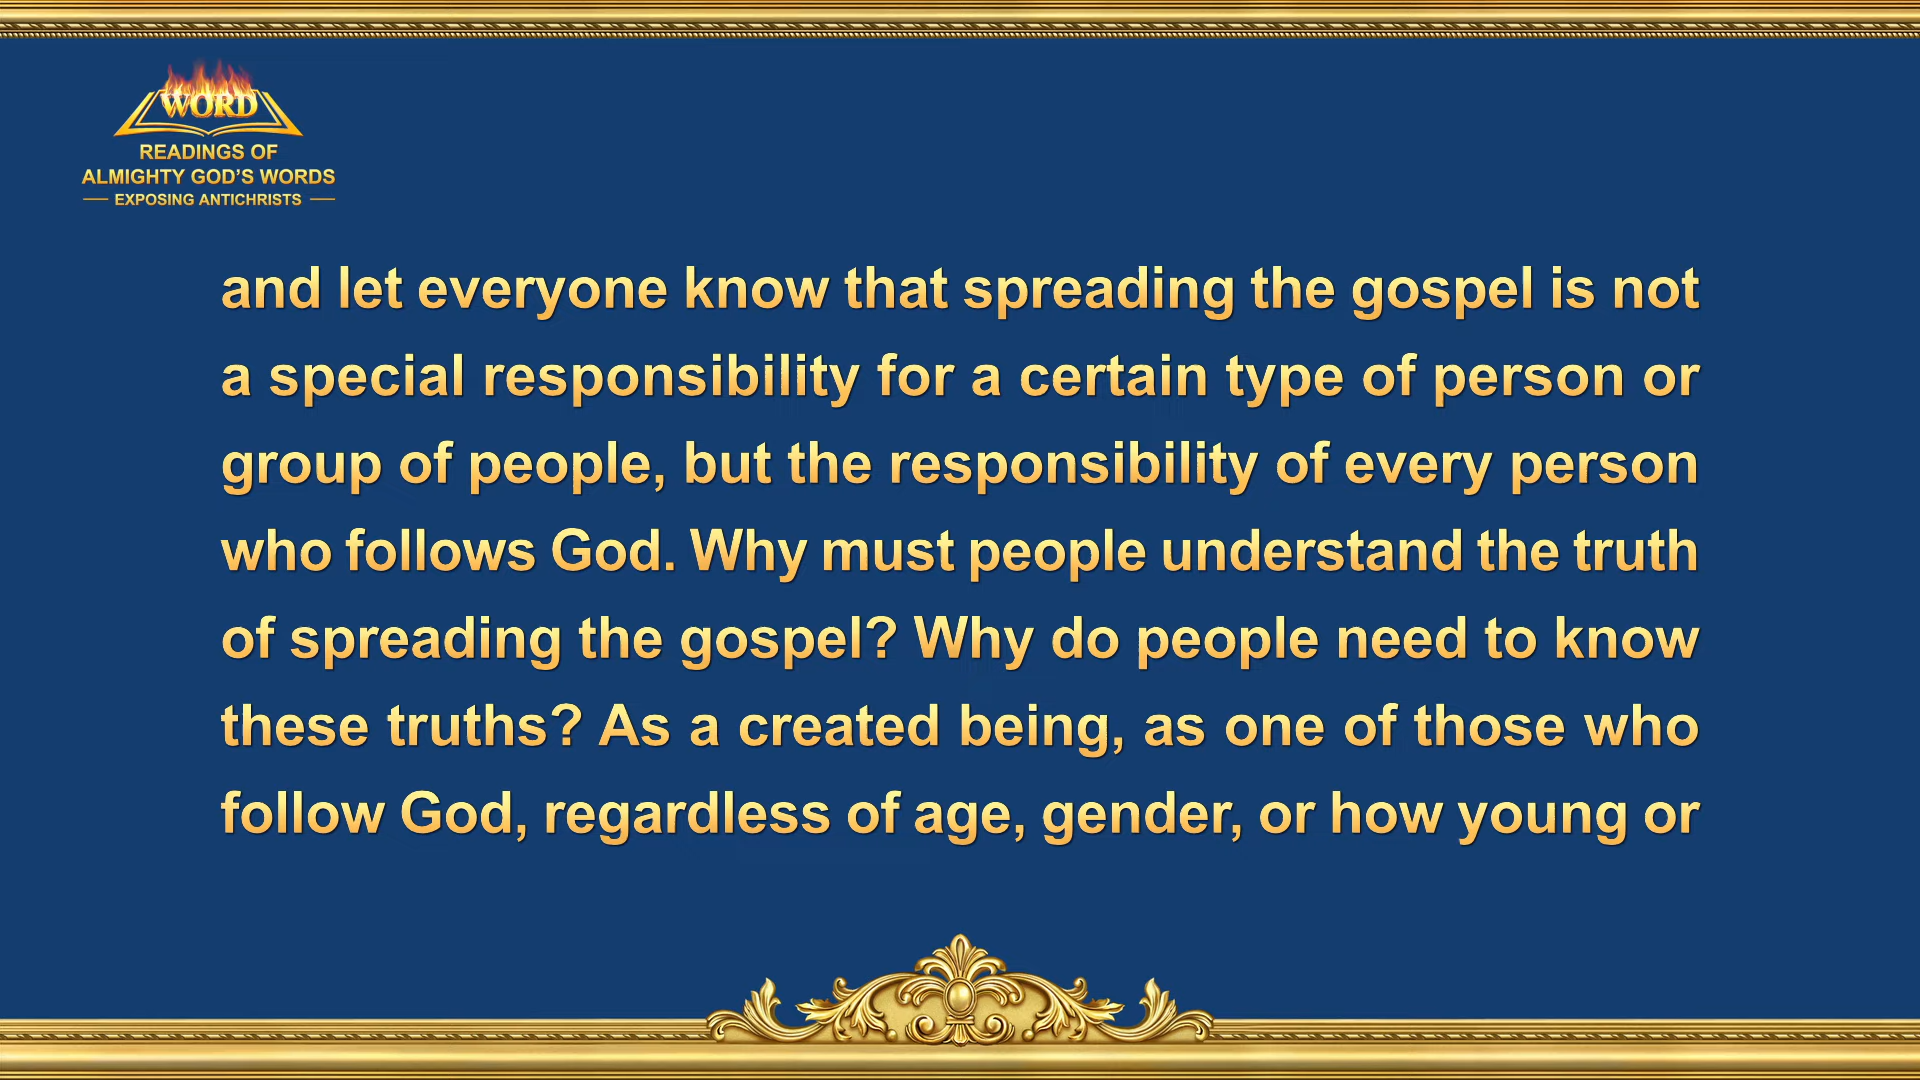 WORD
READINGS OF
ALMIGHTY GOD'S WORDS
EXPOSING ANTICHRISTS
and let everyone know that spreading the gospel is not
a special responsibility for a certain type of person or
group of people, but the responsibility of every person
who follows God. Why must people understand the truth
of spreading the gospel? Why do people need to know
these truths? As a created being, as one of those who
follow God, regardless of age, gender, or how young or